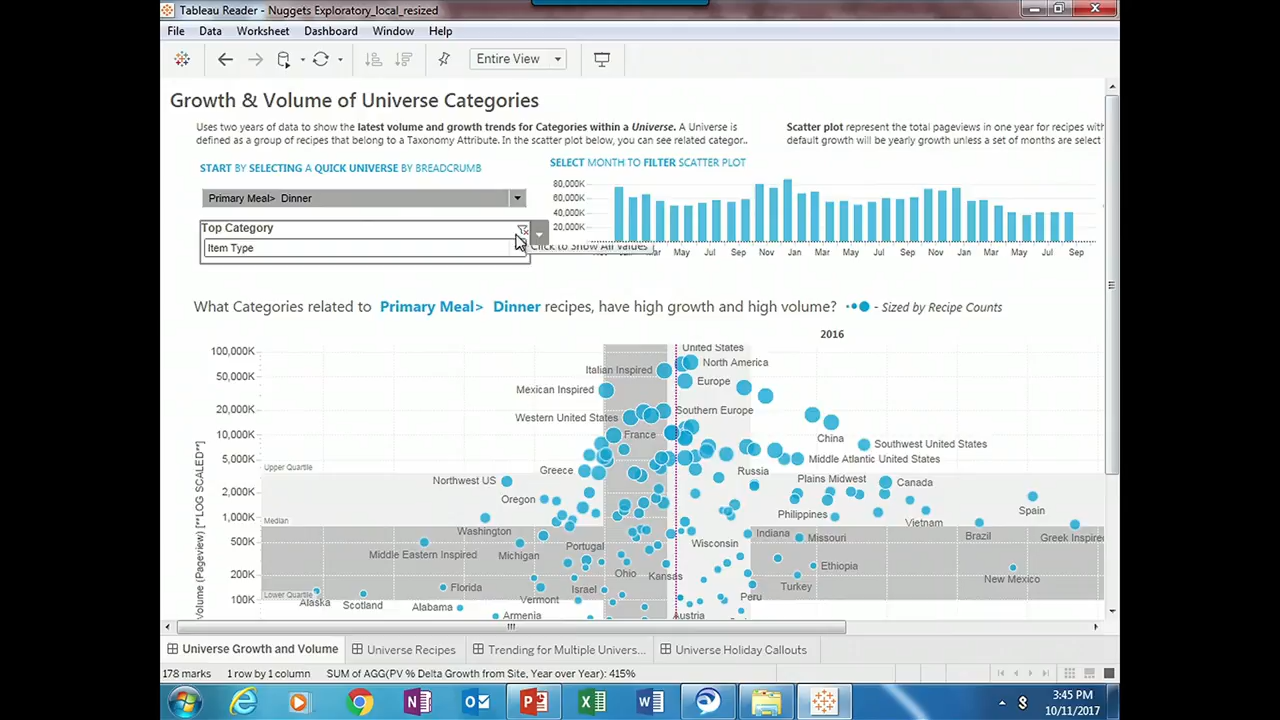 Tableau Reader - Nuggets Exploratory_local_resized
File Data Worksheet Dashboard Window Help
Entire View
Growth & Volume of Universe Categories
Uses two years of data to show the latest volume and growth trends for Categories within a Universe. A Universe is
defined as a group of recipes that belong to a Taxonomy Attribute. In the scatter plot below, you can see related categor..
Scatter plot represent the total pageviews in one year for recipes with
default growth will be yearly growth unless a set of months are select
START BY SELECTING A QUICK UNIVERSE BY BREADCRUMB
SELECT MONTH TO FILTER SCATTER PLOT
Primary Meal> Dinner
Top Category
Item Type
Click to Show All Values
80,000K
60,000K
40,000K
20,000K
Mar May Jul Sep Nov Jan Mar May Jul Sep Nov Jan Mar May Jul Sep
What Categories related to Primary Meal> Dinner recipes, have high growth and high volume?
- Sized by Recipe Counts
2016
Volume (Pageview) [**LOG SCALED**]
100,000K
50,000K
20,000K
10,000K
5,000K
2,000K
1,000K
500K
200K
100K
Upper Quartile
Median
Lower Quartile
United States
Italian Inspired
North America
Mexican Inspired
Europe
Western United States
Southern Europe
France
China
Southwest United States
Greece
Russia
Middle Atlantic United States
Northwest US
Plains Midwest
Canada
Oregon
Philippines
Vietnam
Spain
Washington
Wisconsin
Indiana
Missouri
Brazil
Greek Inspired
Middle Eastern Inspired
Michigan
Portugal
Ohio
Kansas
Ethiopia
New Mexico
Turkey
Alaska
Scotland
Florida
Alabama
Vermont
Israel
Peru
Armenia
Austria
Universe Growth and Volume
Universe Recipes
Trending for Multiple Univers...
Universe Holiday Callouts
178 marks 1 row by 1 column SUM of AGG(PV % Delta Growth from Site, Year over Year): 415%
3:45 PM
10/11/2017